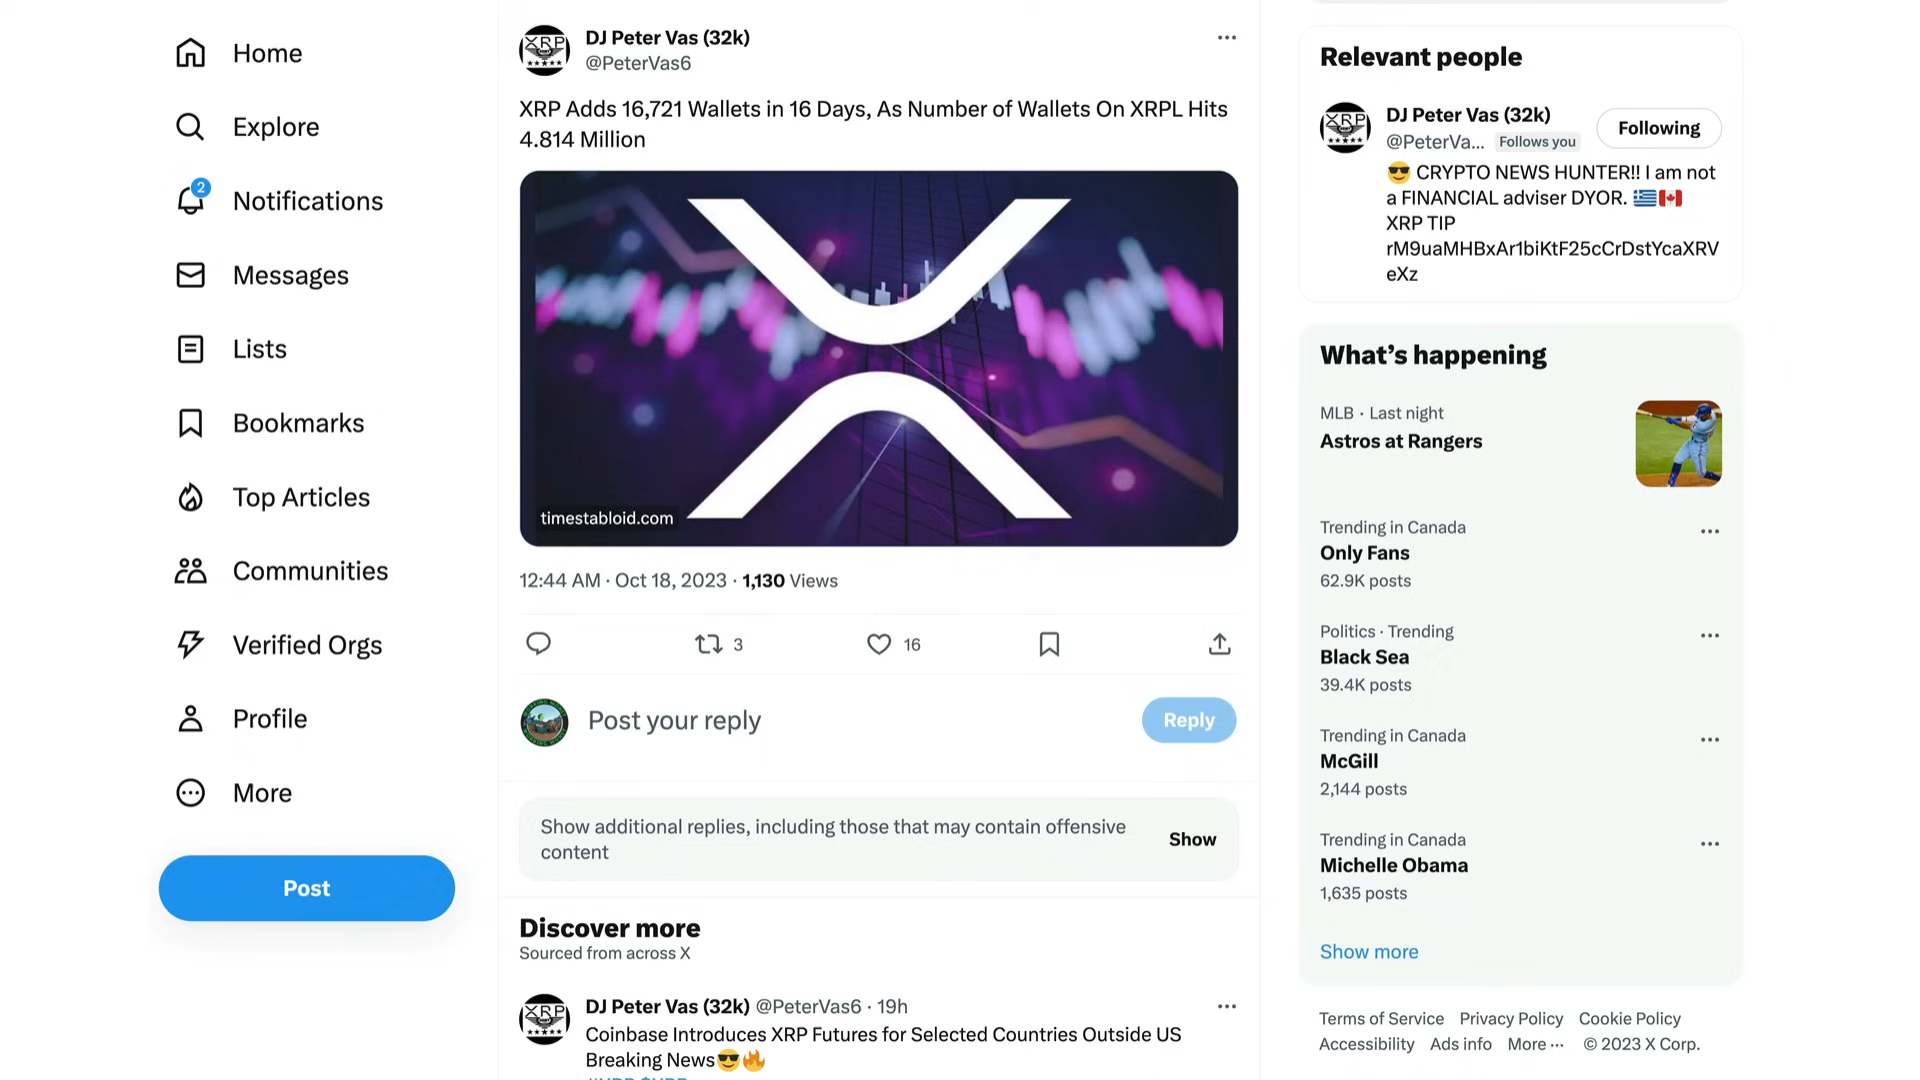 Home
Explore
2
Notifications
Messages
Lists
Bookmarks
Top Articles
Communities
Verified Orgs
Profile
More
Post
DJ Peter Vas (32k)
@PeterVas6
XRP Adds 16,721 Wallets in 16 Days, As Number of Wallets On XRPL Hits
4.814 Million
timestabloid.com
12:44 AM · Oct 18, 2023 · 1,130 Views
3
16
Post your reply
Reply
Show additional replies, including those that may contain offensive
content
Show
Discover more
Sourced from across X
DJ Peter Vas (32k) @PeterVas6 · 19h
Coinbase Introduces XRP Futures for Selected Countries Outside US
Breaking News😎🔥
Relevant people
DJ Peter Vas (32k)
@PeterVa... Follows you
Following
😎 CRYPTO NEWS HUNTER!! I am not
a FINANCIAL adviser DYOR. 🇬🇷🇨🇦
XRP TIP
rM9uaMHBxAr1biKtF25cCrDstYcaXRV
eXz
What's happening
MLB · Last night
Astros at Rangers
Trending in Canada
Only Fans
62.9K posts
Politics · Trending
Black Sea
39.4K posts
Trending in Canada
McGill
2,144 posts
Trending in Canada
Michelle Obama
1,635 posts
Show more
Terms of Service Privacy Policy Cookie Policy
Accessibility Ads info More ··· © 2023 X Corp.